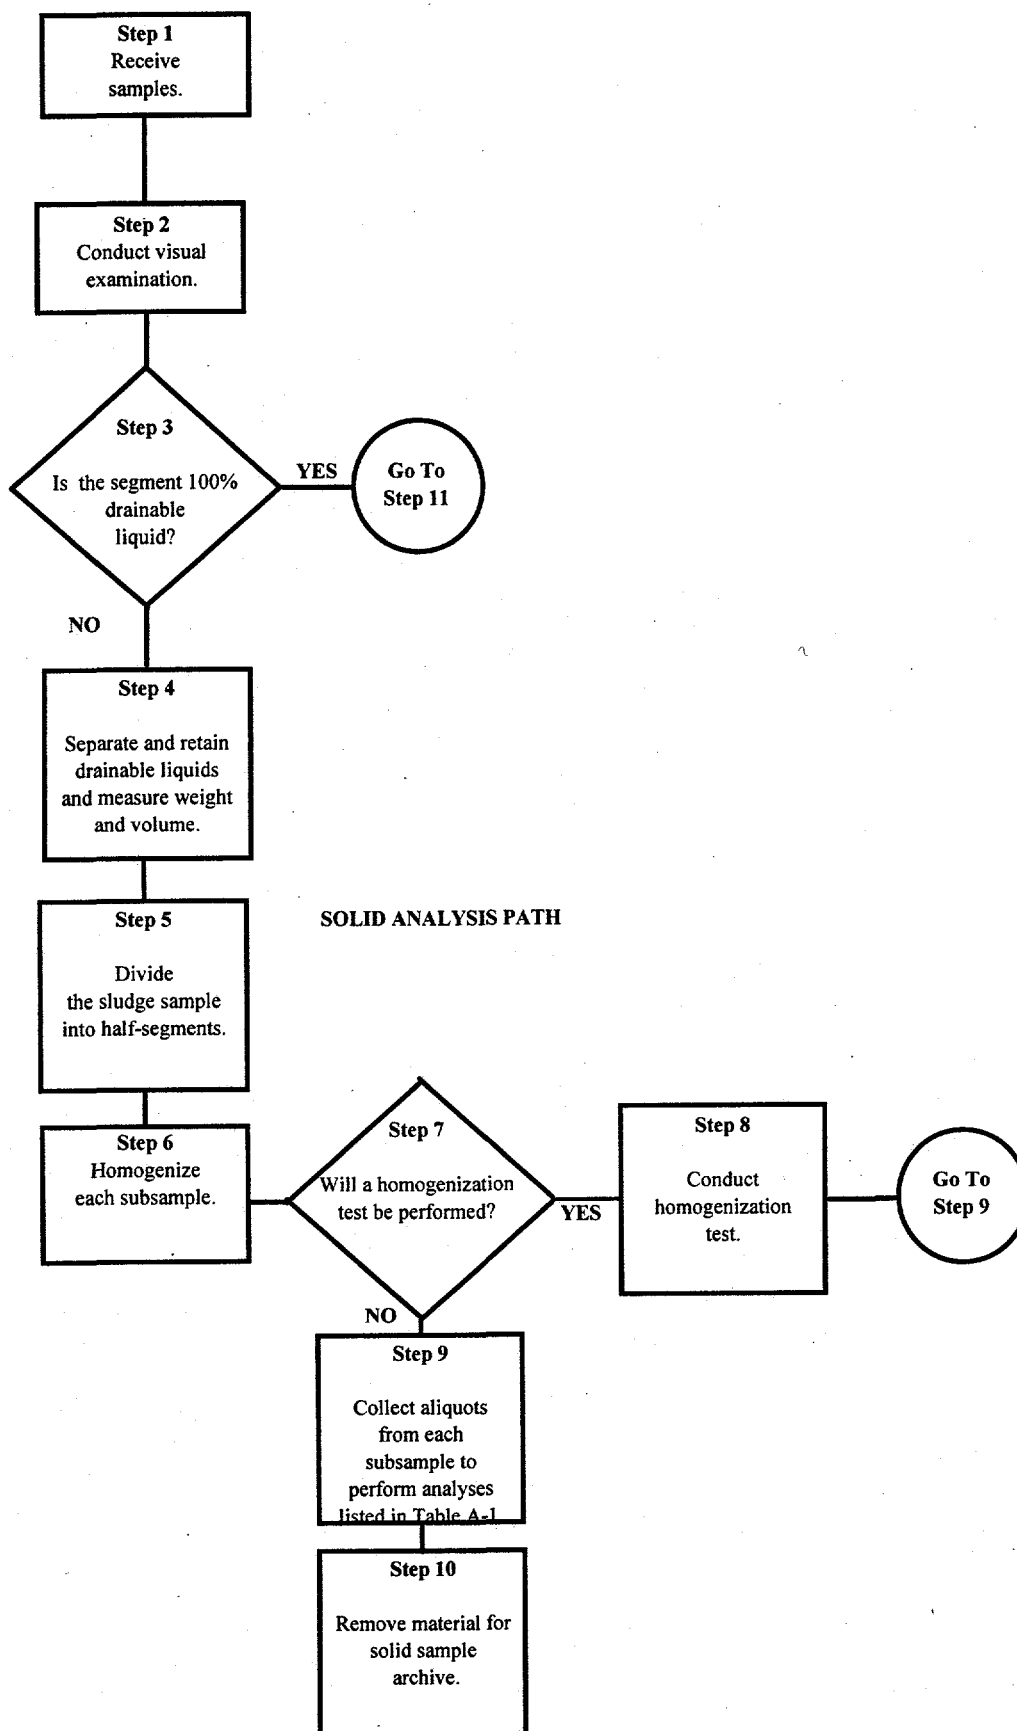 Step 1
Receive
samples.
Step 2
Conduct visual
examination.
Step 3
Is the segment 100%
drainable
liquid?
YES
Go To
Step 11
NO
Step 4
Separate and retain
drainable liquids
and measure weight
and volume.
Step 5
Divide
the sludge sample
into half-segments.
SOLID ANALYSIS PATH
Step 6
Homogenize
each subsample.
Step 7
Will a homogenization
test be performed?
YES
Step 8
Conduct
homogenization
test.
Go To
Step 9
NO
Step 9
Collect aliquots
from each
subsample to
perform analyses
listed in Table A-1
Step 10
Remove material for
solid sample
archive.